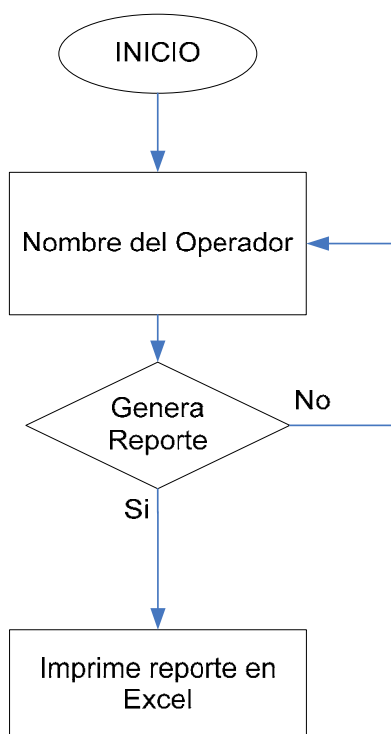 INICIO
Nombre del Operador
Genera
Reporte
No
Si
Imprime reporte en
Excel